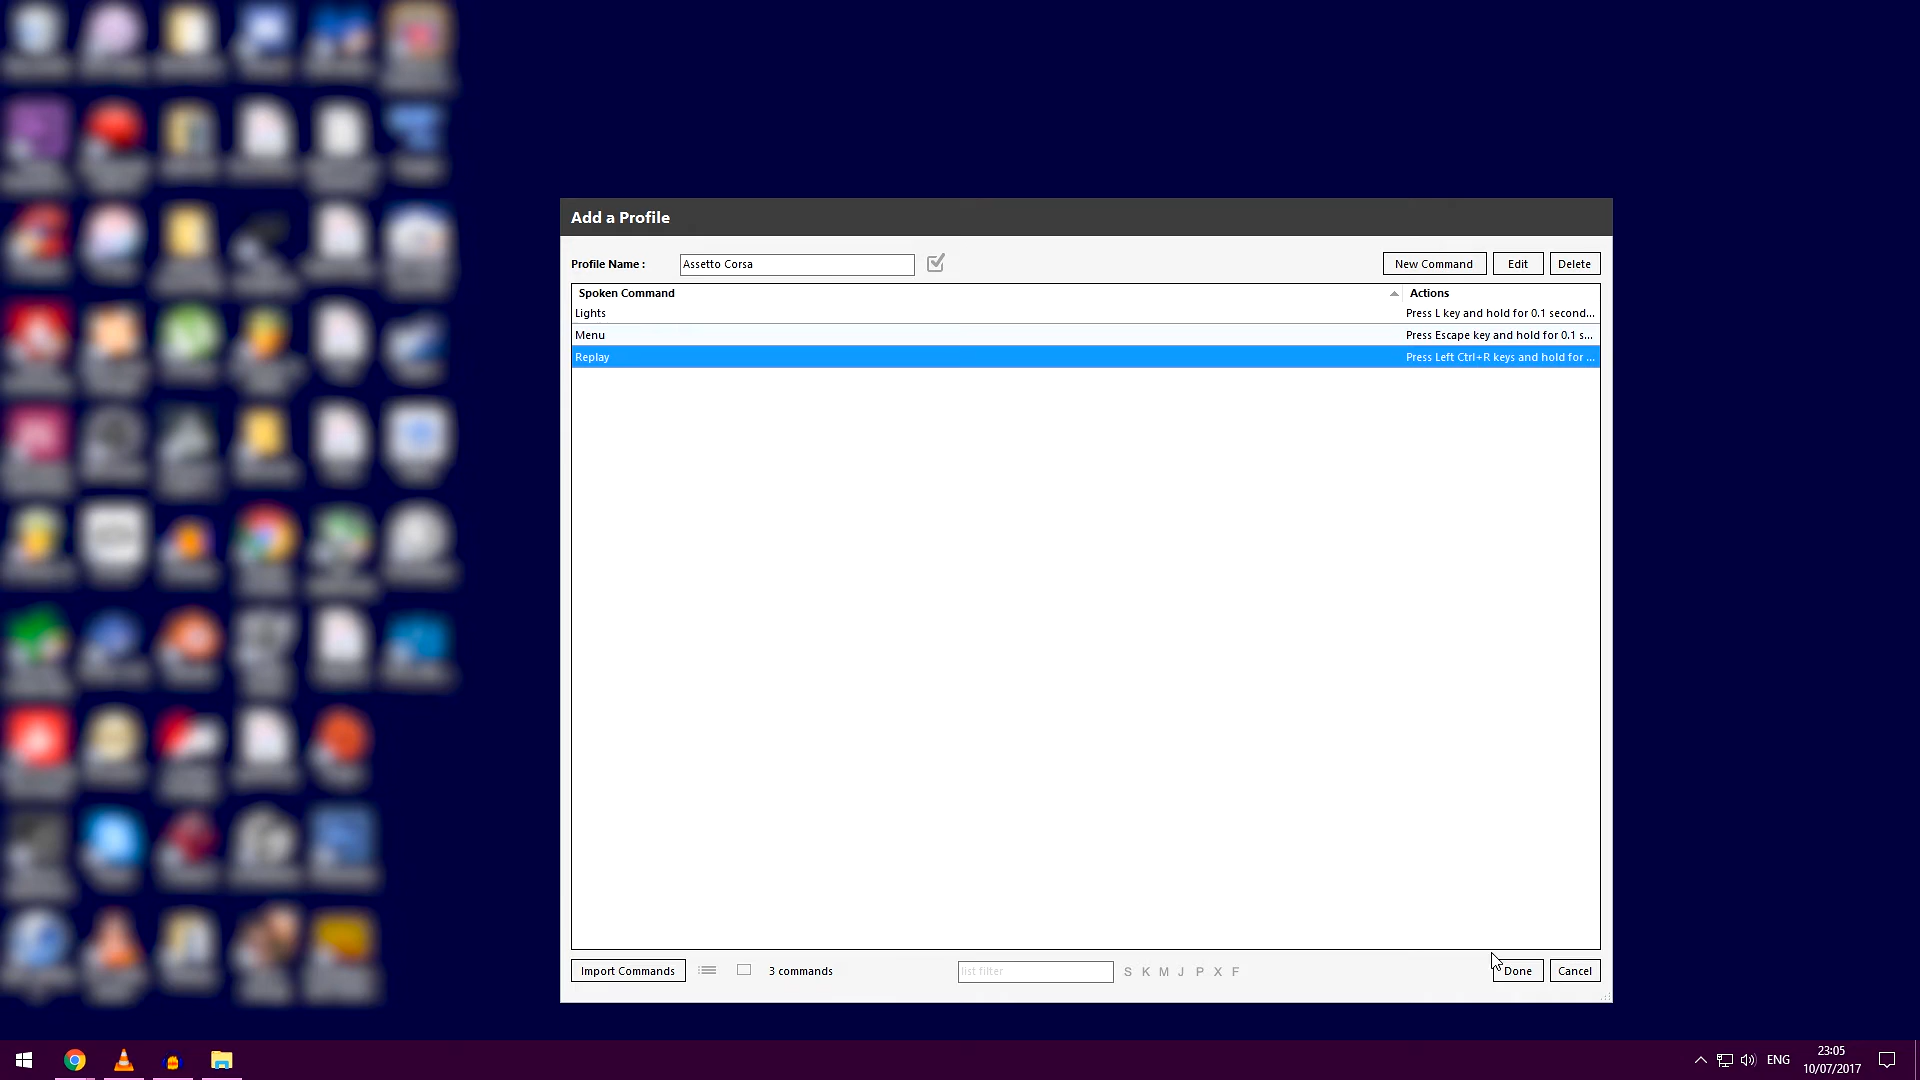 Add a Profile
Profile Name :
Assetto Corsa
New Command
Edit
Delete
Spoken Command
Actions
Lights
Press L key and hold for 0.1 second...
Menu
Press Escape key and hold for 0.1 s...
Replay
Press Left Ctrl+R keys and hold for ...
Import Commands
3 commands
list filter
S K M J P X F
Done
Cancel
ENG
23:05
10/07/2017